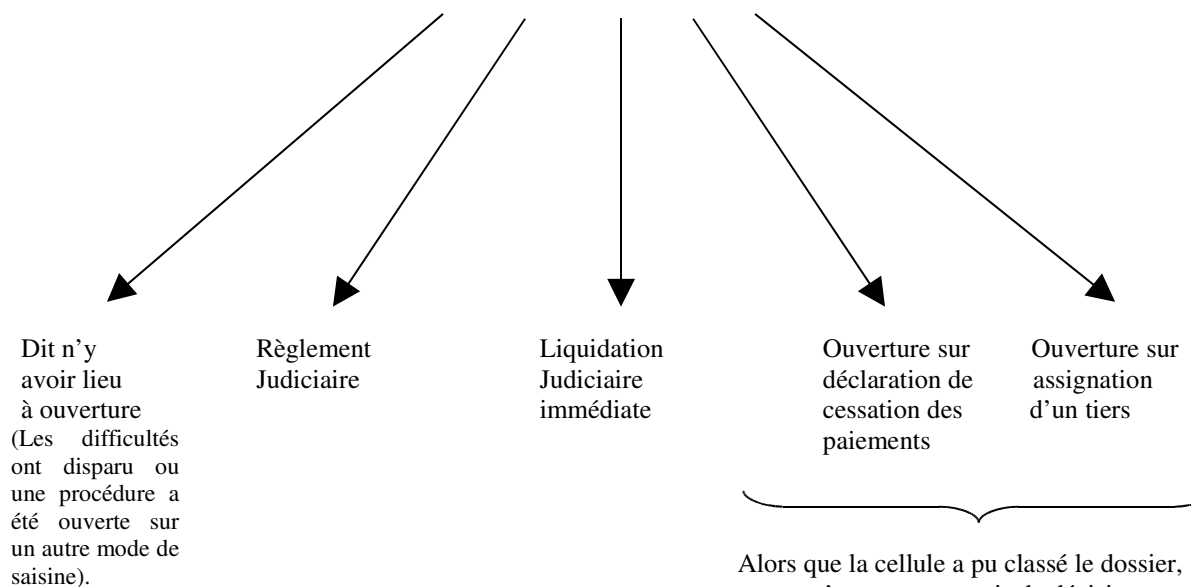 Dit n’y
avoir lieu
à ouverture
(Les difficultés
ont disparu ou
une procédure a
été ouverte sur
un autre mode de
saisine).
Règlement
Judiciaire
Liquidation
Judiciaire
immédiate
Ouverture sur
déclaration de
cessation des
paiements
Ouverture sur
assignation
d’un tiers
Alors que la cellule a pu classé le dossier,